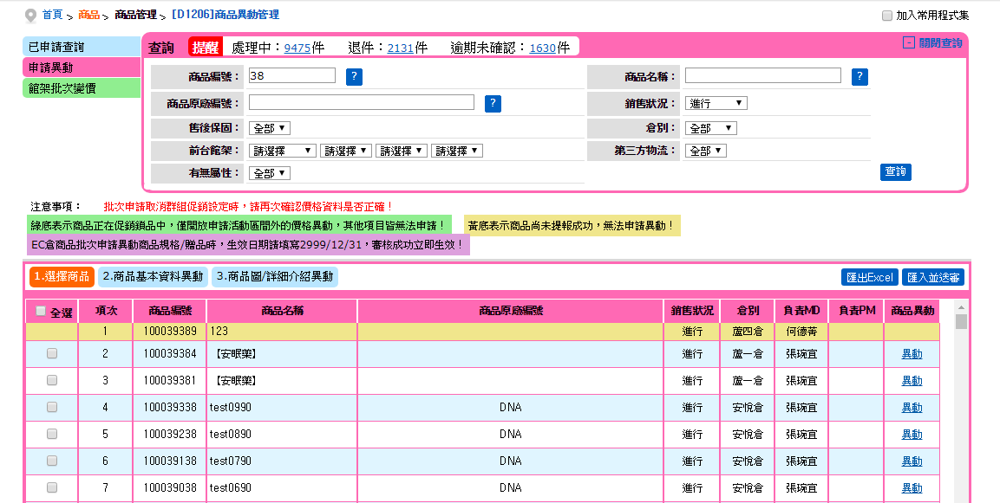 首頁 > 商品 > 商品管理 > [D1206]商品異動管理 加入常用程式集
已申請查詢
申請異動
館架批次變價
查詢 提醒 處理中：9475件 退件：2131件 逾期未確認：1630件 - 關閉查詢
商品編號： 38 ? 商品名稱： ?
商品原廠編號： ? 銷售狀況： 進行
售後保固： 全部 倉別： 全部
前台館架： 請選擇 請選擇 請選擇 請選擇 第三方物流： 全部
有無屬性： 全部 查詢
注意事項： 批次申請取消群組促銷設定時，請再次確認價格資料是否正確！
綠底表示商品正在促銷鎖品中，僅開放申請活動區間外的價格異動，其他項目皆無法申請！ 黃底表示商品尚未提報成功，無法申請異動！
EC倉商品批次申請異動商品規格/贈品時，生效日期請填寫2999/12/31，審核成功立即生效！
1.選擇商品 2.商品基本資料異動 3.商品圖/詳細介紹異動 匯出Excel 匯入並送審
全選 項次 商品編號 商品名稱 商品原廠編號 銷售狀況 倉別 負責MD 負責PM 商品異動
1 100039389 123 進行 蘆四倉 何德菁
2 100039384 【安眠藥】 進行 蘆一倉 張琬宜 異動
3 100039381 【安眠藥】 進行 蘆一倉 張琬宜 異動
4 100039338 test0990 DNA 進行 安悅倉 張琬宜 異動
5 100039238 test0890 DNA 進行 安悅倉 張琬宜 異動
6 100039138 test0790 DNA 進行 安悅倉 張琬宜 異動
7 100039038 test0690 DNA 進行 安悅倉 張琬宜 異動